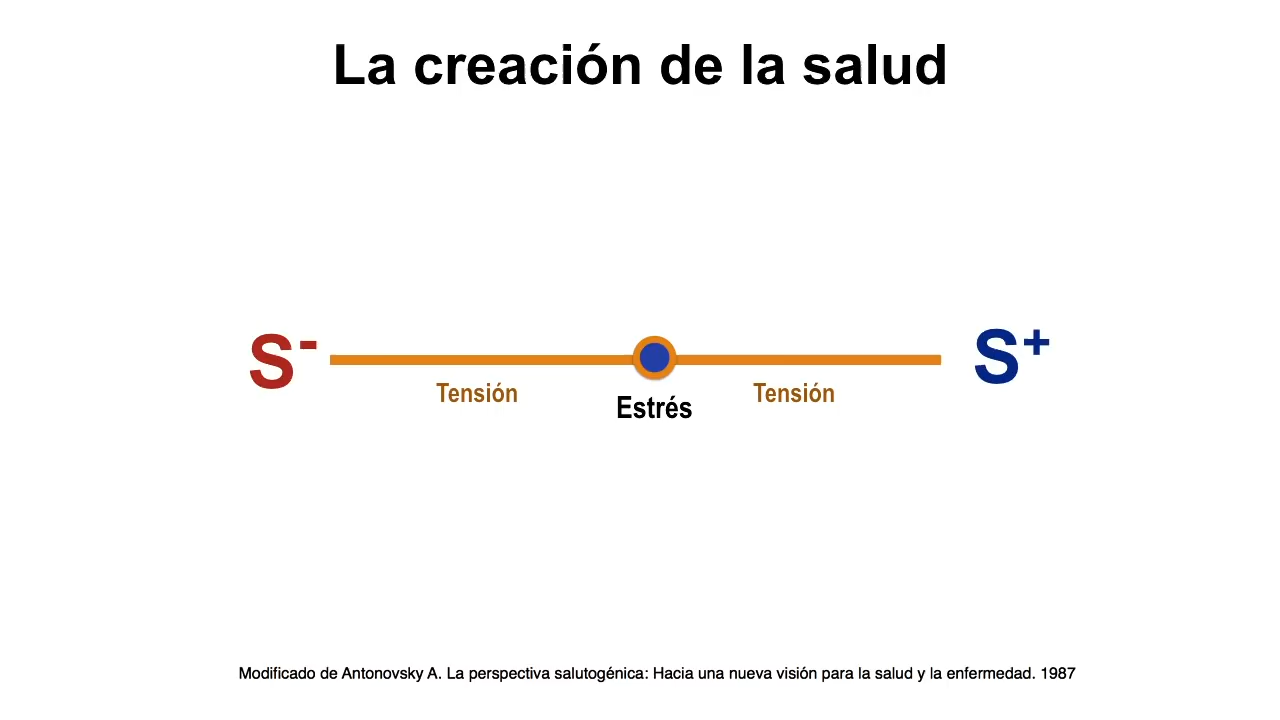 La creación de la salud
S- S+
Tensión Tensión
Estrés
Modificado de Antonovsky A. La perspectiva salutogénica: Hacia una nueva visión para la salud y la enfermedad. 1987